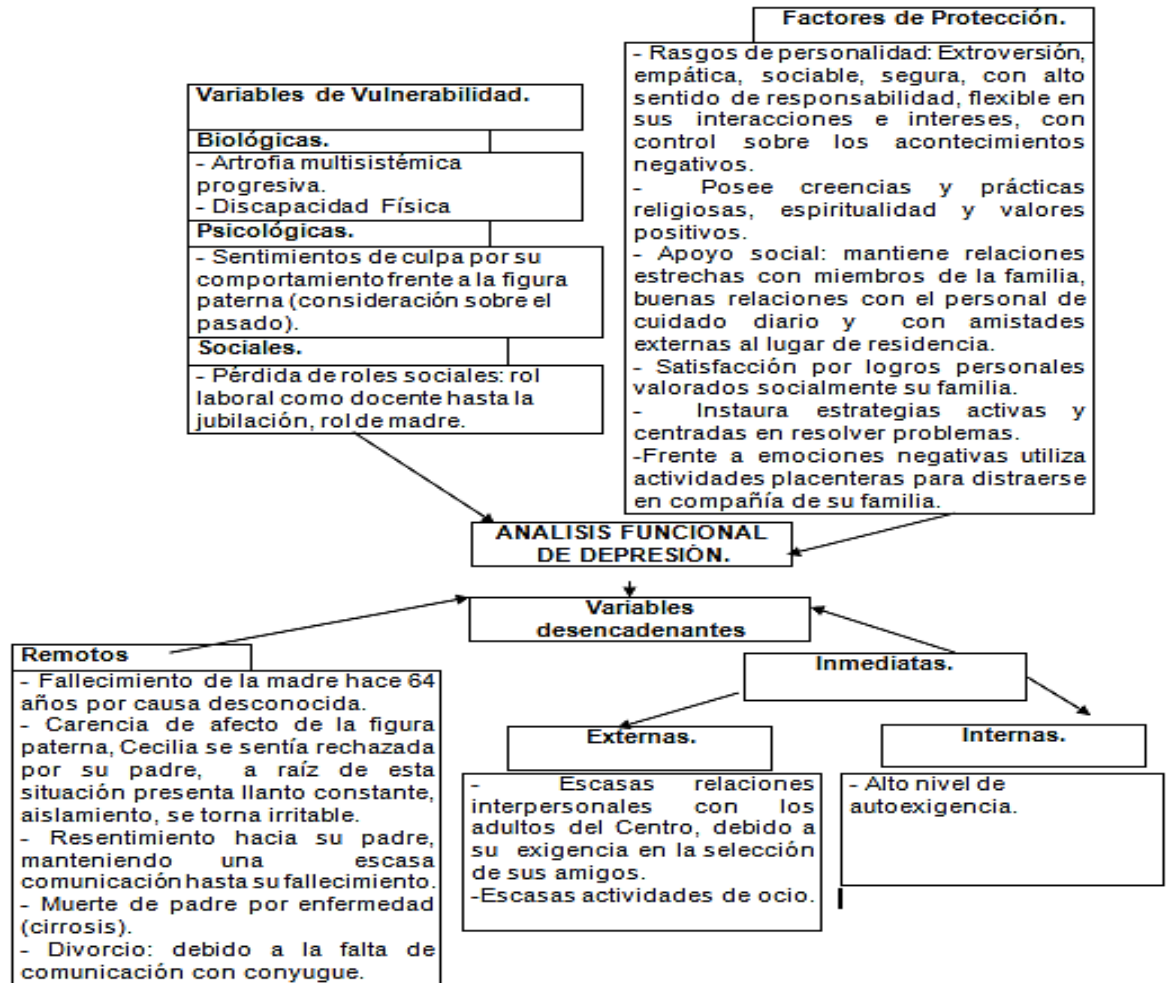 Factores de Protección.
- Rasgos de personalidad: Extroversión,
empática, sociable, segura, con alto
sentido de responsabilidad, flexible en
sus interacciones e intereses, con
control sobre los acontecimientos
negativos.
- Posee creencias y prácticas
religiosas, espiritualidad y valores
positivos.
- Apoyo social: mantiene relaciones
estrechas con miembros de la familia,
buenas relaciones con el personal de
cuidado diario y con amistades
externas al lugar de residencia.
- Satisfacción por logros personales
valorados socialmente su familia.
- Instaura estrategias activas y
centradas en resolver problemas.
-Frente a emociones negativas utiliza
actividades placenteras para distraerse
en compañía de su familia.
Variables de Vulnerabilidad.
Biológicas.
- Artrofia multisistémica
progresiva.
- Discapacidad Física
Psicológicas.
- Sentimientos de culpa por su
comportamiento frente a la figura
paterna (consideración sobre el
pasado).
Sociales.
- Pérdida de roles sociales: rol
laboral como docente hasta la
jubilación, rol de madre.
ANALISIS FUNCIONAL
DE DEPRESIÓN.
Variables
desencadenantes
Remotos
- Fallecimiento de la madre hace 64
años por causa desconocida.
- Carencia de afecto de la figura
paterna, Cecilia se sentía rechazada
por su padre, a raíz de esta
situación presenta llanto constante,
aislamiento, se torna irritable.
- Resentimiento hacia su padre,
manteniendo una escasa
comunicación hasta su fallecimiento.
- Muerte de padre por enfermedad
(cirrosis).
- Divorcio: debido a la falta de
comunicación con conyugue.
Inmediatas.
Externas.
- Escasas relaciones
interpersonales con los
adultos del Centro, debido a
su exigencia en la selección
de sus amigos.
-Escasas actividades de ocio.
Internas.
- Alto nivel de
autoexigencia.